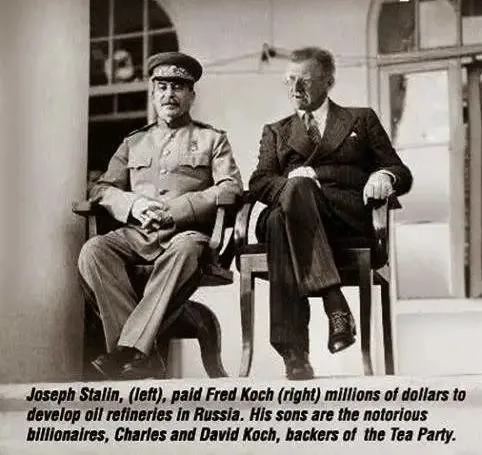 Joseph Stalin, (left), paid Fred Koch (right) millions of dollars to
develop oil refineries in Russia. His sons are the notorious
billionaires, Charles and David Koch, backers of the Tea Party.